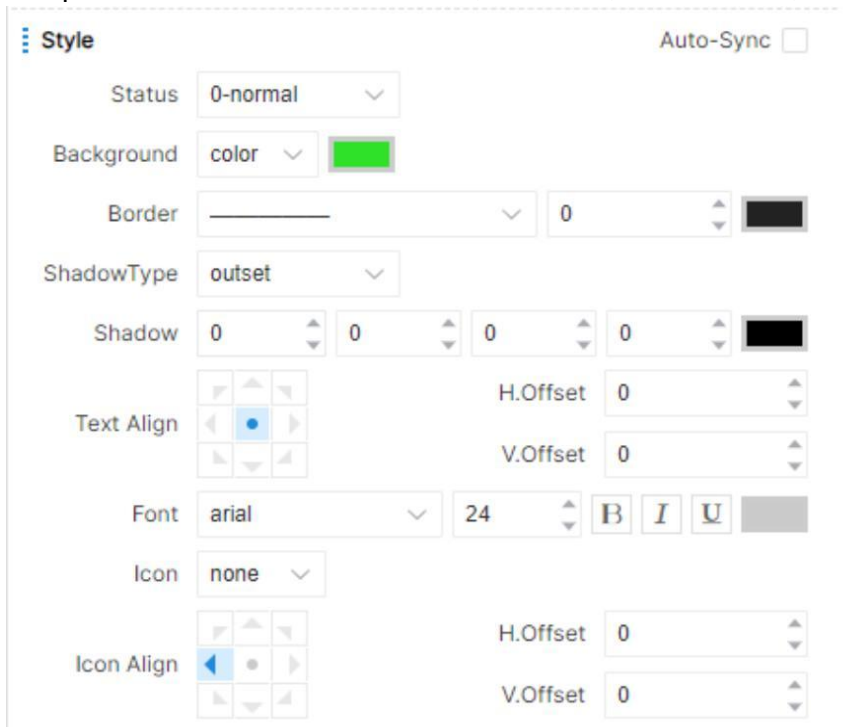 Style Auto-Sync
Status 0-normal
Background color
Border 0
ShadowType outset
Shadow 0 0 0 0
H.Offset 0
Text Align
V.Offset 0
Font arial 24 B I U
Icon none
H.Offset 0
Icon Align
V.Offset 0